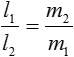 l₁/l₂ = m₂/m₁